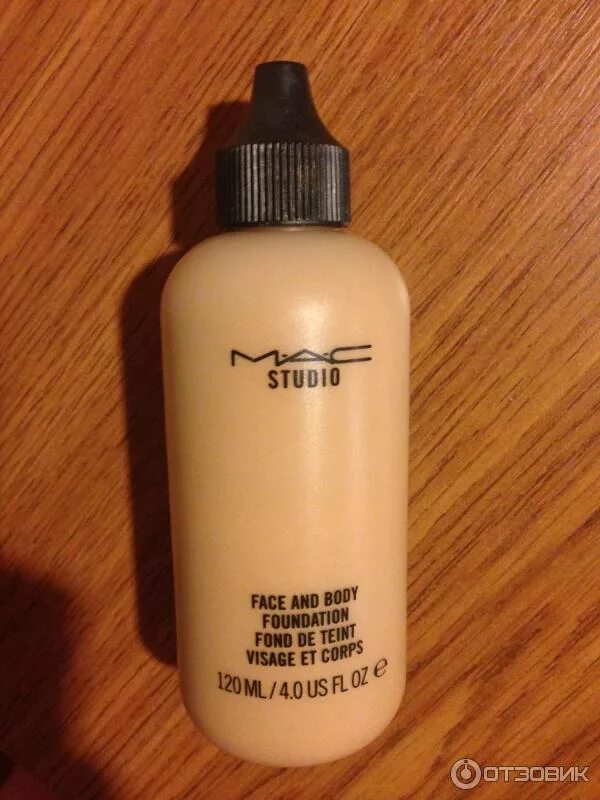 M·A·C
STUDIO
FACE AND BODY
FOUNDATION
FOND DE TEINT
VISAGE ET CORPS
120 ML / 4.0 US FL OZ ℮
ОТЗОВИК